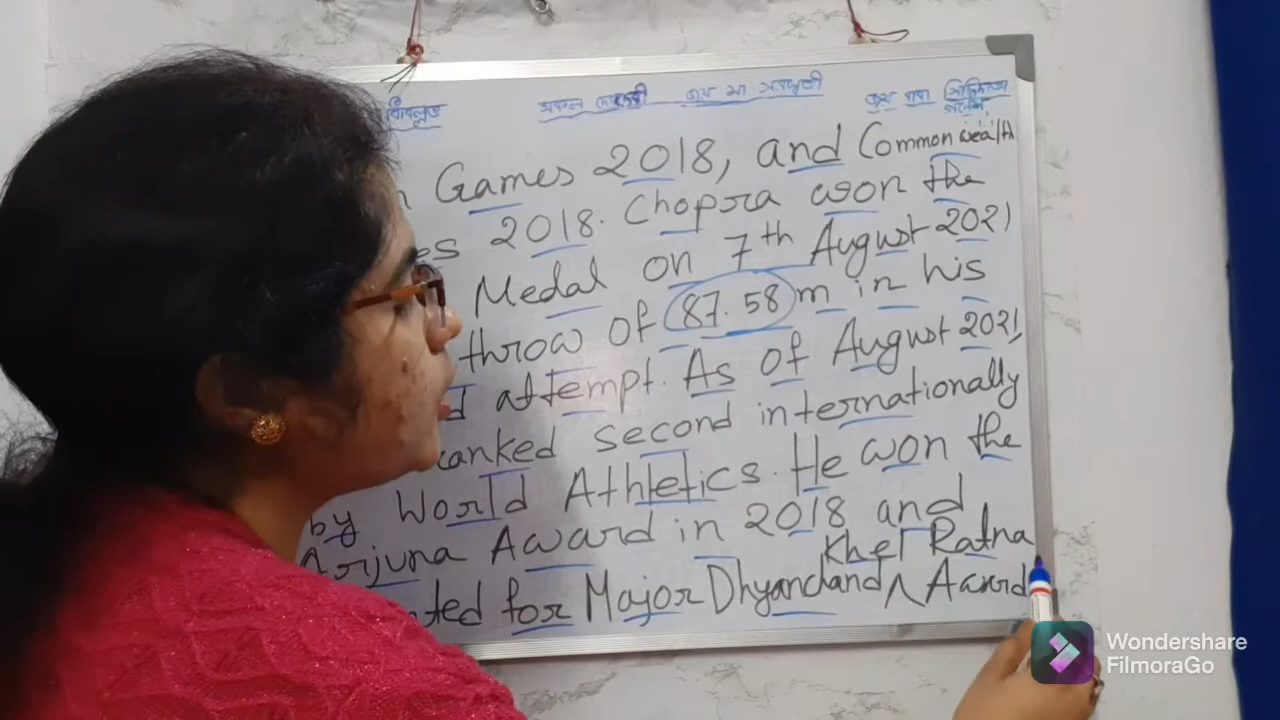 জয় মা সরস্বতী
জয় বাবা
n Games 2018, and Commonwealth
es 2018. Chopra won the
Medal on 7th August 2021
throw of 87.58 m in his
d attempt. As of August 2021,
ranked second internationally
by World Athletics. He won the
Arjuna Award in 2018 and
Khel Ratna
ted for Major Dhyanchand ^ Award
Wondershare
FilmoraGo